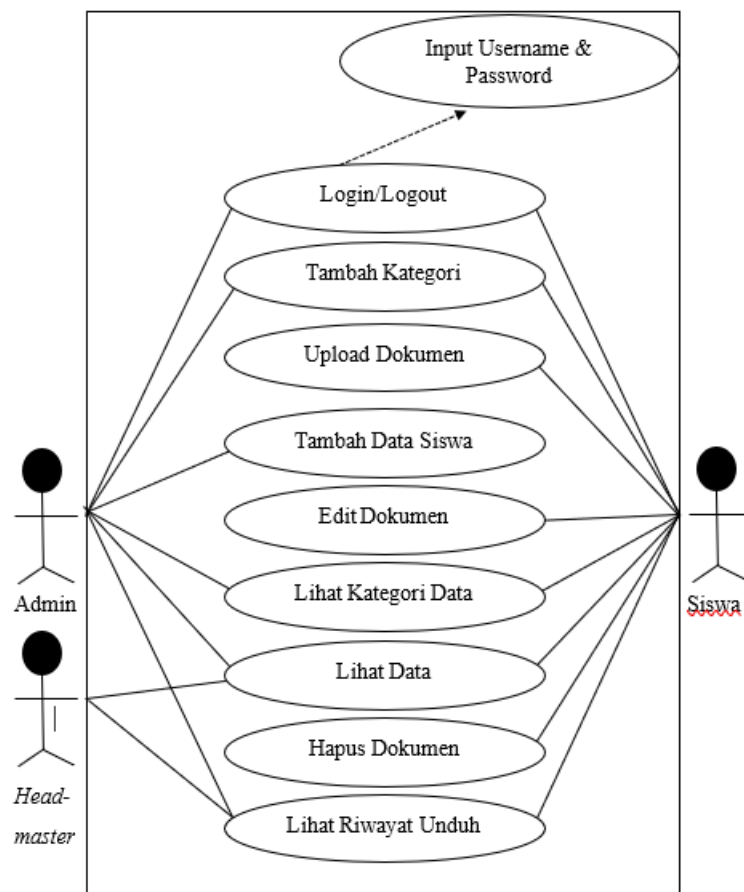 Input Username &
Password
Login/Logout
Tambah Kategori
Upload Dokumen
Tambah Data Siswa
Edit Dokumen
Lihat Kategori Data
Admin
Siswa
Lihat Data
Hapus Dokumen
Head-
master
Lihat Riwayat Unduh